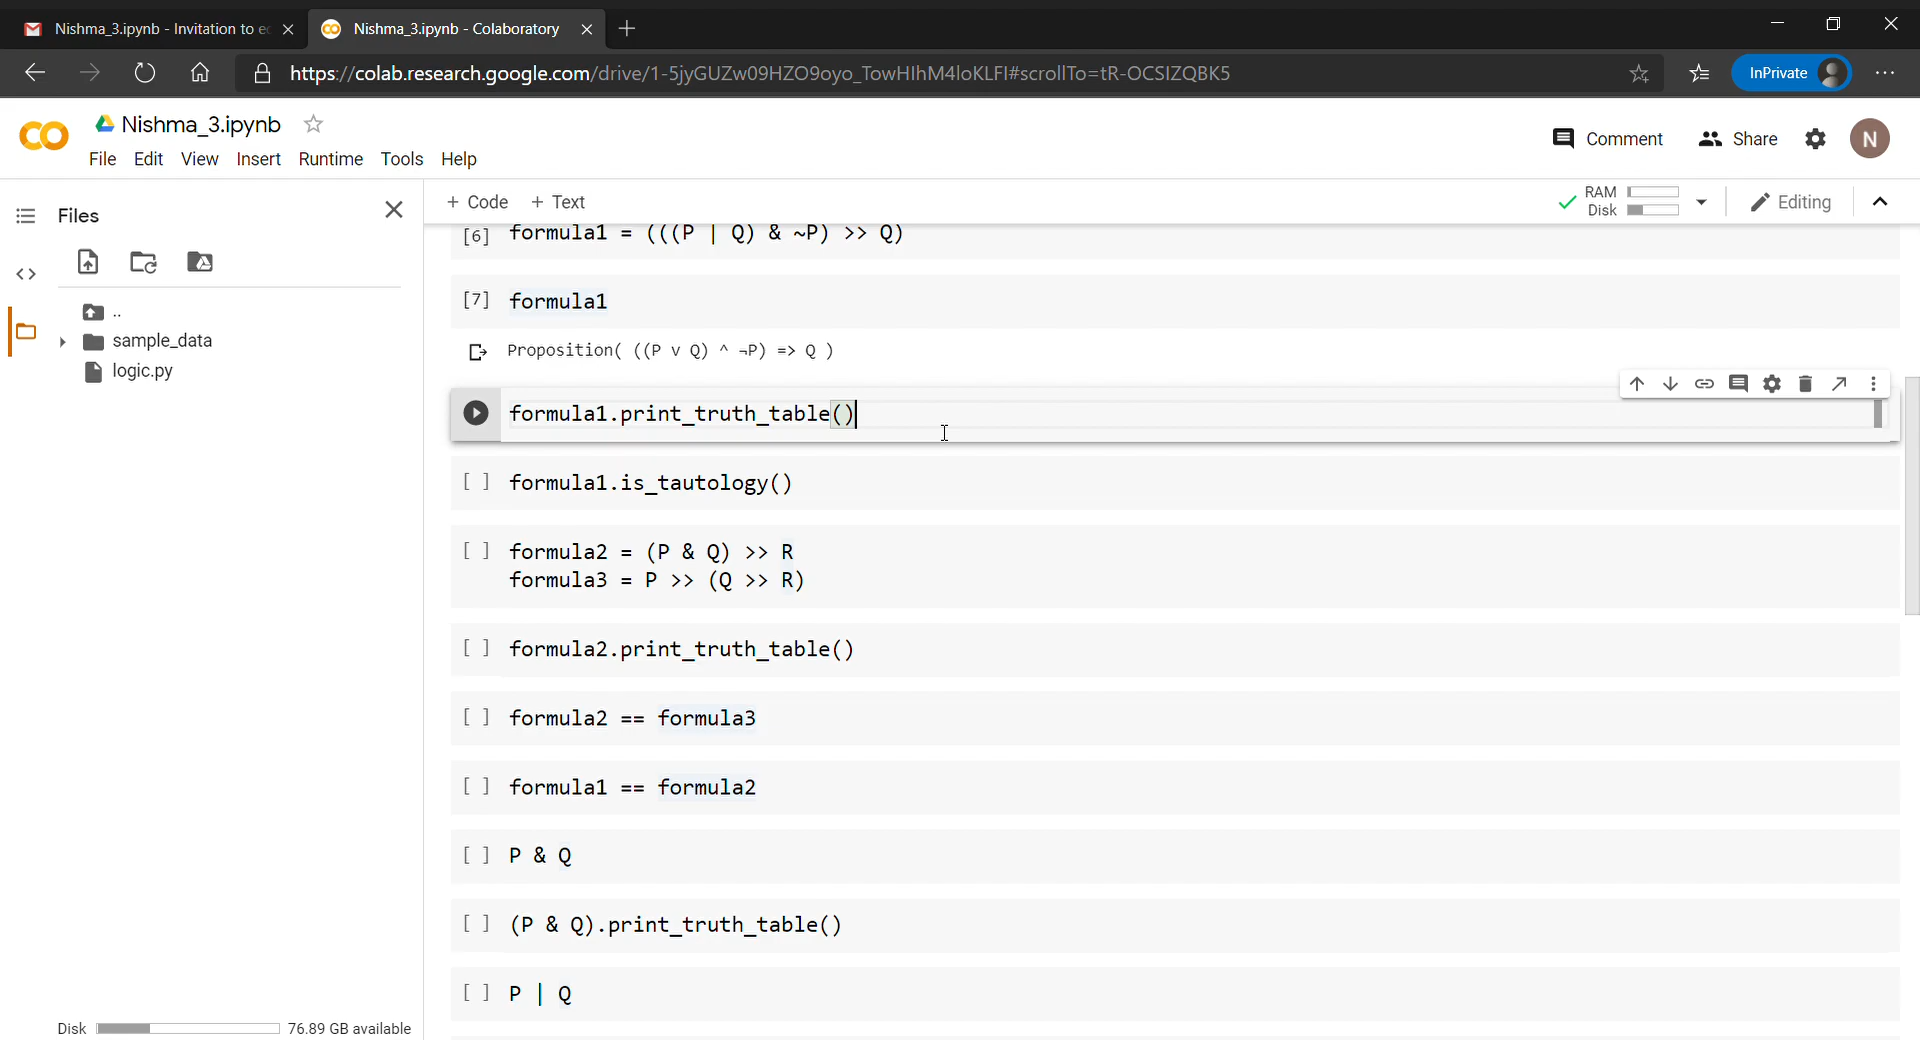 Nishma_3.ipynb - Invitation to e
Nishma_3.ipynb - Colaboratory
https://colab.research.google.com/drive/1-5jyGUZw09HZO9oyo_TowHIhM4loKLFI#scrollTo=tR-OCSIZQBK5
InPrivate
Nishma_3.ipynb
File Edit View Insert Runtime Tools Help
Comment
Share
N
Files
+ Code + Text
RAM
Disk
Editing
..
sample_data
logic.py
[6] formula1 = (((P | Q) & ~P) >> Q)
[7] formula1
Proposition( ((P v Q) ^ ¬P) => Q )
formula1.print_truth_table()
[ ] formula1.is_tautology()
[ ] formula2 = (P & Q) >> R
formula3 = P >> (Q >> R)
[ ] formula2.print_truth_table()
[ ] formula2 == formula3
[ ] formula1 == formula2
[ ] P & Q
[ ] (P & Q).print_truth_table()
[ ] P | Q
Disk 76.89 GB available